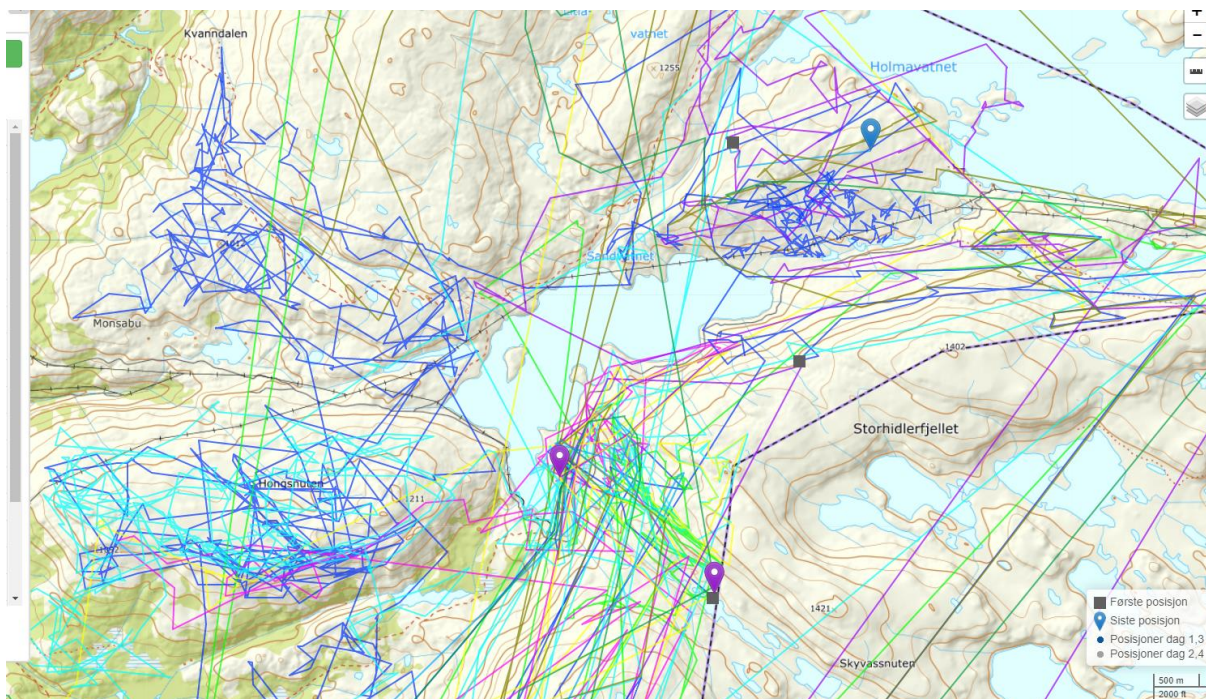 Kvanndalen
vatnet
1255
Holmavatnet
+
-
Sandvatnet
Monsabu
1402
Storhidlerfjellet
Hongsnuten
1211
1421
Skyvassnuten
Første posisjon
Siste posisjon
Posisjoner dag 1,3
Posisjoner dag 2,4
500 m
2000 ft